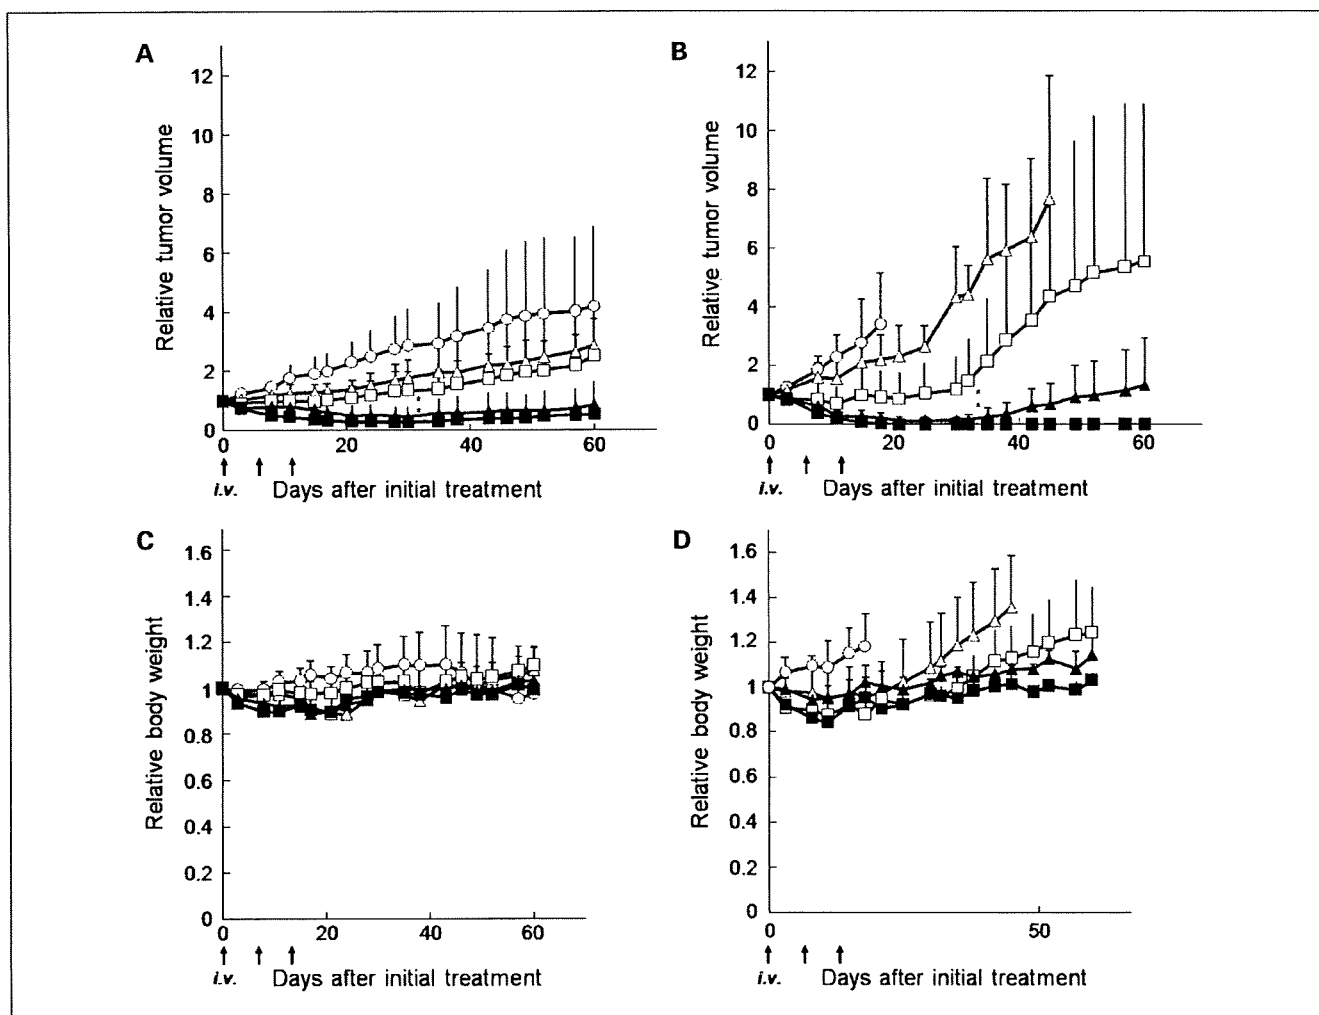 A
Relative tumor volume
12
10
8
6
4
2
0
0 20 40 60
i.v. Days after initial treatment
B
Relative tumor volume
12
10
8
6
4
2
0
0 20 40 60
i.v. Days after initial treatment
C
Relative body weight
1.6
1.4
1.2
1
0.8
0.6
0.4
0.2
0
0 20 40 60
i.v. Days after initial treatment
D
Relative body weight
1.6
1.4
1.2
1
0.8
0.6
0.4
0.2
0
0 50
i.v. Days after initial treatment